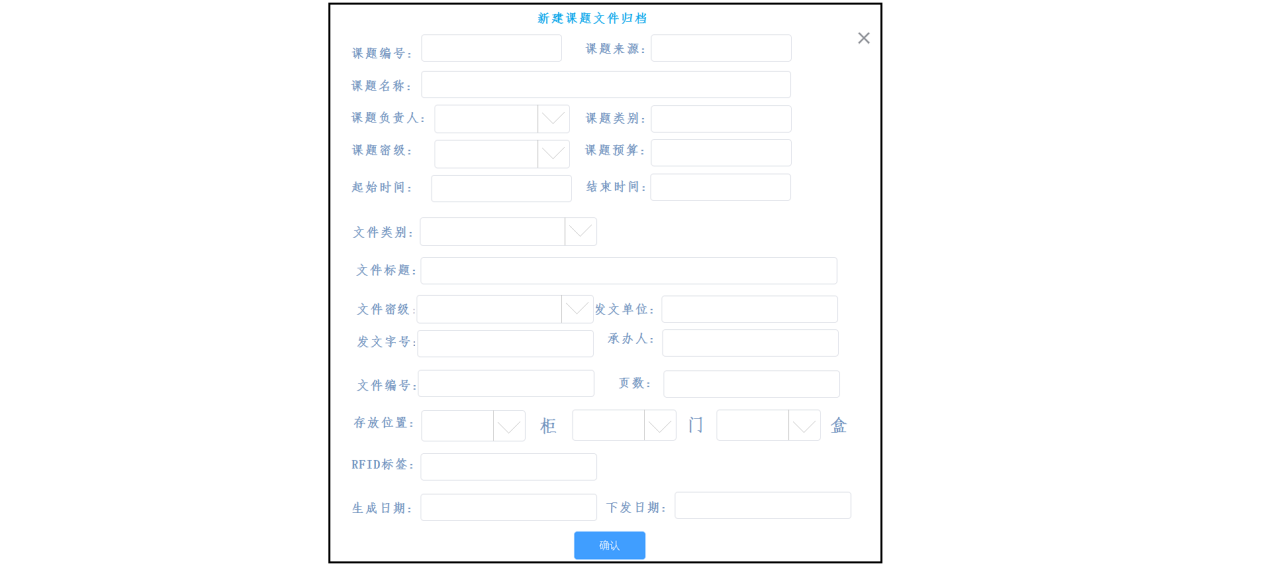 新建课题文件归档
课题编号： 课题来源：
课题名称：
课题负责人： 课题类别：
课题密级： 课题预算：
起始时间： 结束时间：
文件类别：
文件标题：
文件密级： 发文单位：
发文字号： 承办人：
文件编号： 页数：
存放位置： 柜 门 盒
RFID标签：
生成日期： 下发日期：
确认